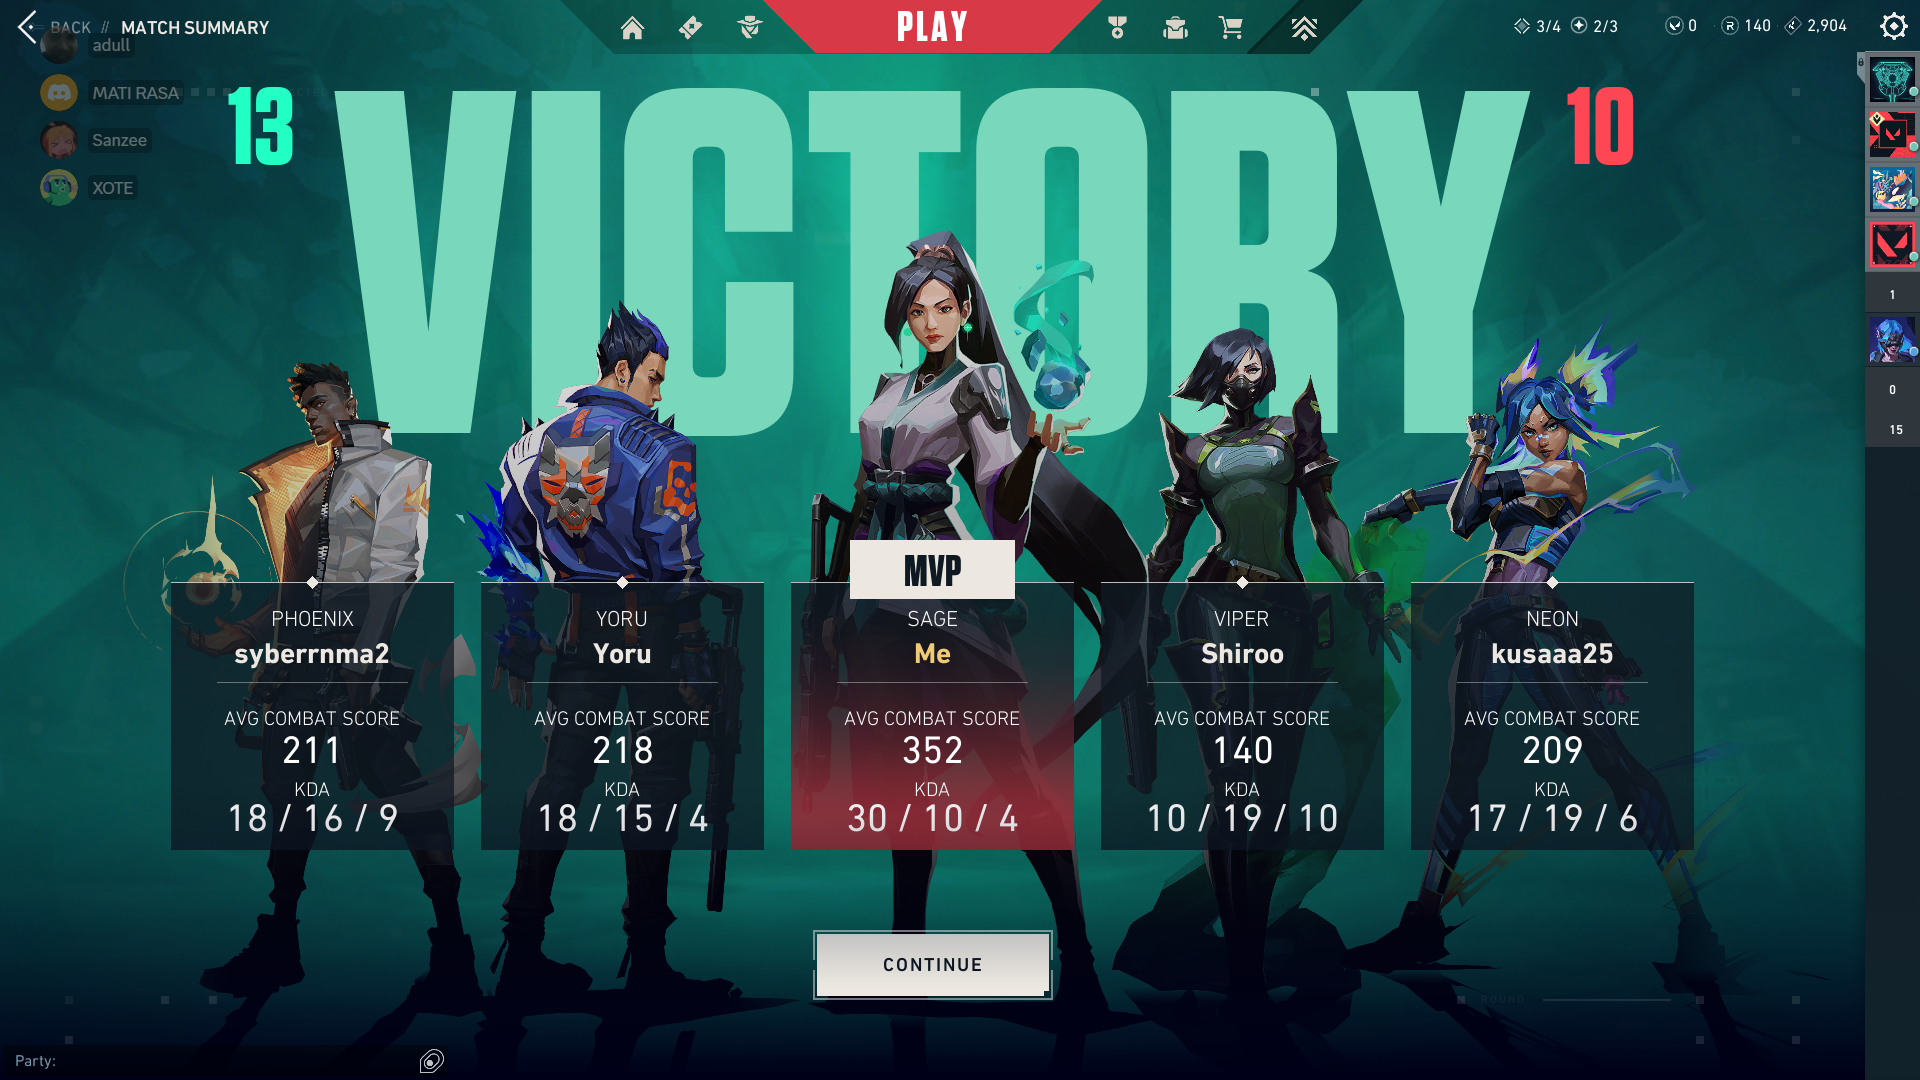 BACK // MATCH SUMMARY
PLAY
3/4 2/3 0 R 140 2,904
adull
MATI RASA
Sanzee
XOTE
13 VICTORY 10
1
0
15
MVP
PHOENIX
syberrnma2
AVG COMBAT SCORE
211
KDA
18 / 16 / 9
YORU
Yoru
AVG COMBAT SCORE
218
KDA
18 / 15 / 4
SAGE
Me
AVG COMBAT SCORE
352
KDA
30 / 10 / 4
VIPER
Shiroo
AVG COMBAT SCORE
140
KDA
10 / 19 / 10
NEON
kusaaa25
AVG COMBAT SCORE
209
KDA
17 / 19 / 6
CONTINUE
ROUND
Party: